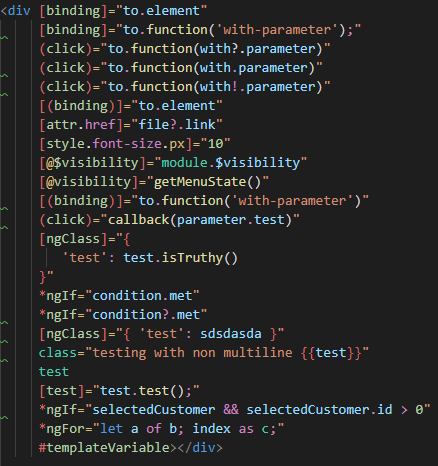 <div [binding]="to.element"
[binding]="to.function('with-parameter');"
(click)="to.function(with?.parameter)"
(click)="to.function(with.parameter)"
(click)="to.function(with!.parameter)"
[(binding)]="to.element"
[attr.href]="file?.link"
[style.font-size.px]="10"
[@$visibility]="module.$visibility"
[@visibility]="getMenuState()"
[(binding)]="to.function('with-parameter')"
(click)="callback(parameter.test)"
[ngClass]="{
'test': test.isTruthy()
}"
*ngIf="condition.met"
*ngIf="condition?.met"
[ngClass]="{ 'test': sdsdasda }"
class="testing with non multiline {{test}}"
test
[test]="test.test();"
*ngIf="selectedCustomer && selectedCustomer.id > 0"
*ngFor="let a of b; index as c;"
#templateVariable></div>